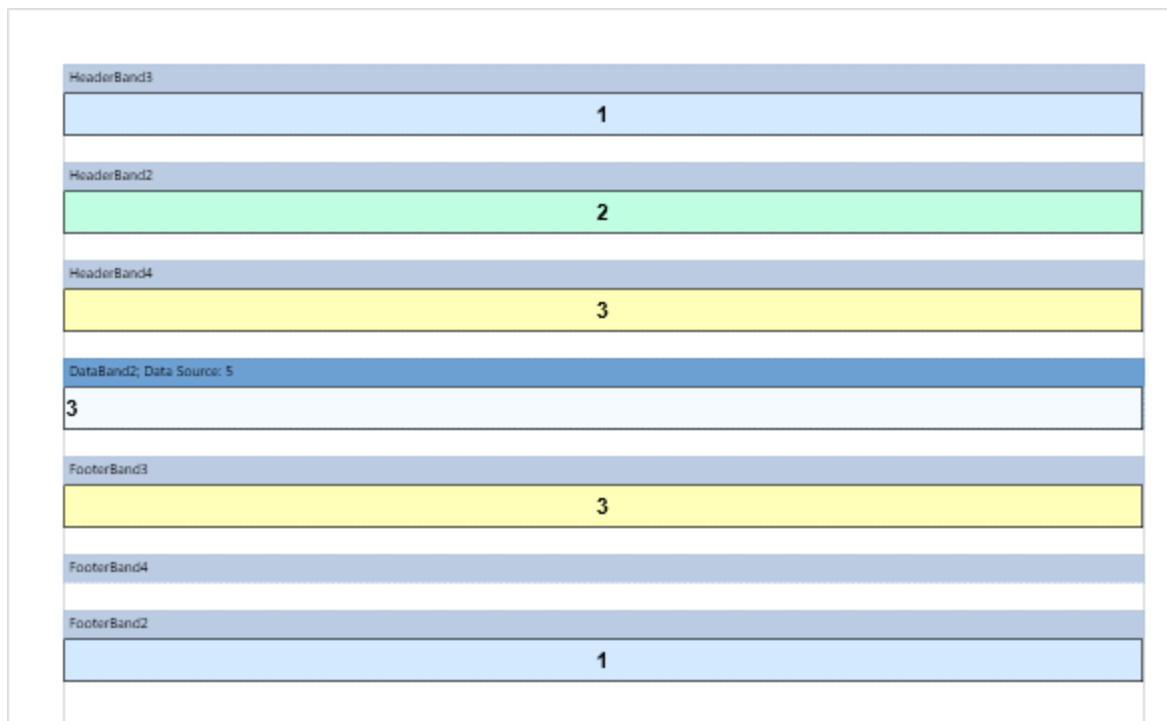 HeaderBand3
1
HeaderBand2
2
HeaderBand4
3
DataBand2; Data Source: 5
3
FooterBand3
3
FooterBand4
FooterBand2
1